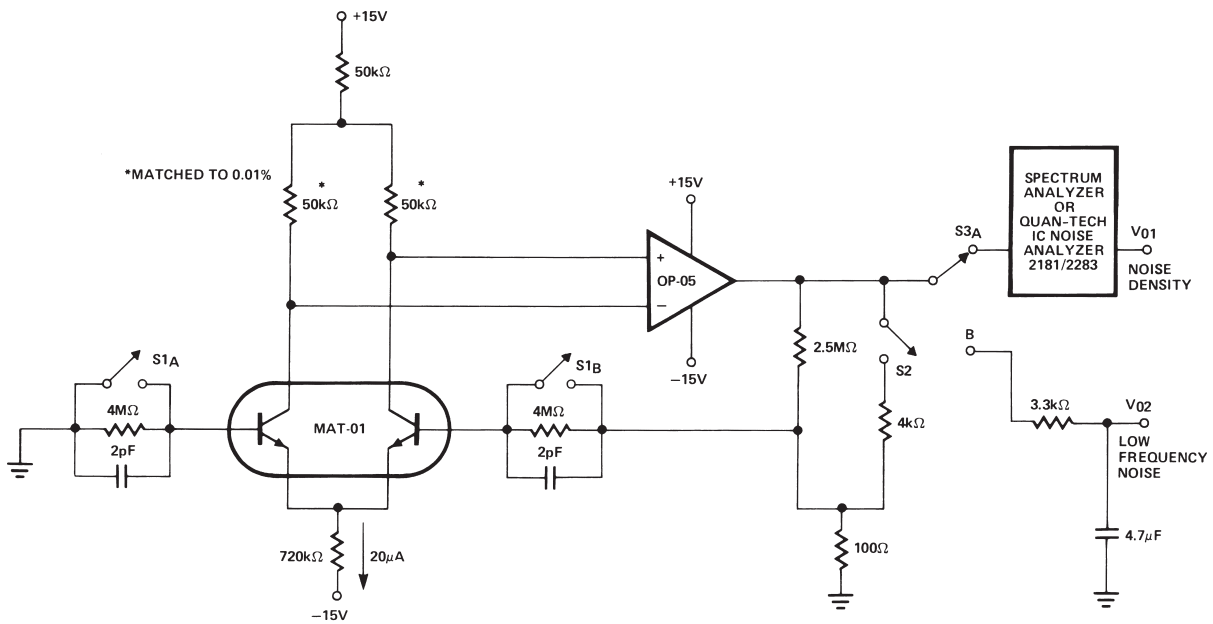 +15V
50kΩ
*MATCHED TO 0.01%
*
50kΩ
*
50kΩ
+15V
+
OP-05
−
−15V
S3A
SPECTRUM
ANALYZER
OR
QUAN-TECH
IC NOISE
ANALYZER
2181/2283
V01
NOISE
DENSITY
2.5MΩ
S2
4kΩ
B
3.3kΩ
V02
LOW
FREQUENCY
NOISE
4.7μF
S1A
4MΩ
2pF
MAT-01
S1B
4MΩ
2pF
720kΩ
20μA
−15V
100Ω